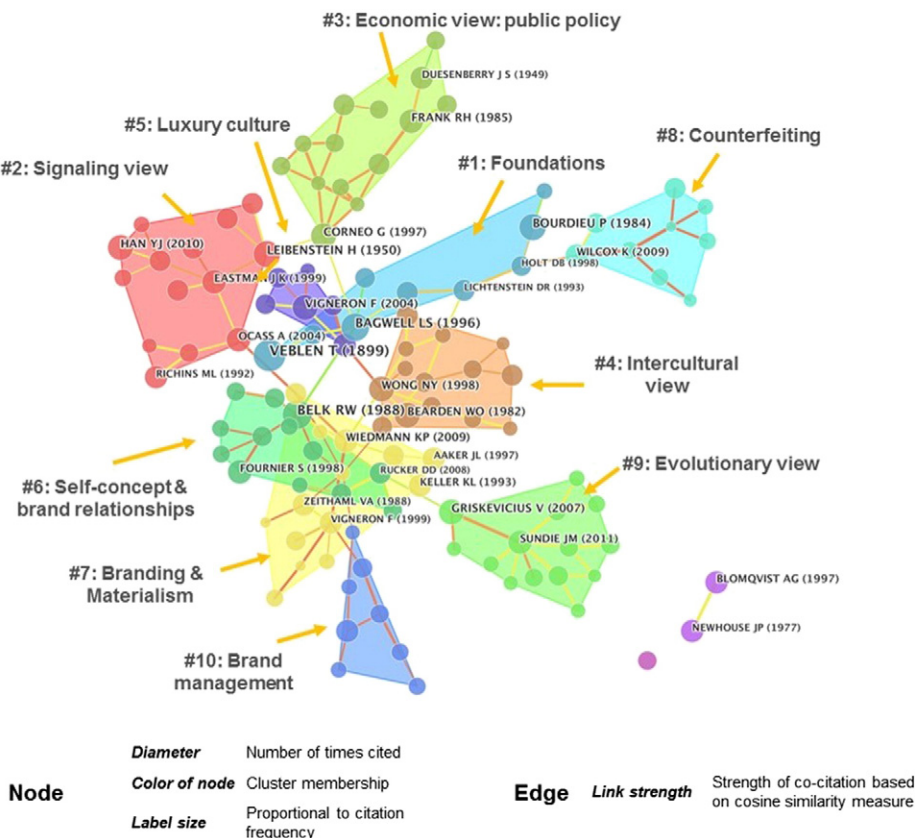 #3: Economic view: public policy
DUESENBERRY J S (1949)
FRANK RH (1985)
#5: Luxury culture
#8: Counterfeiting
#2: Signaling view
#1: Foundations
BOURDIEU P (1984)
CORNEO G (1997)
HAN YJ (2010)
LEIBENSTEIN H (1950)
WILCOX K (2009)
HOLT DB (1998)
EASTMAN J K (1999)
LICHTENSTEIN DR (1993)
VIGNERON F (2004)
BAGWELL LS (1996)
OCASS A (2004)
VEBLEN T (1899)
#4: Intercultural
view
RICHINS ML (1992)
WONG NY (1998)
BELK RW (1988)
BEARDEN WO (1982)
WIEDMANN KP (2009)
AAKER JL (1997)
#9: Evolutionary view
FOURNIER S (1998)
RUCKER DD (2008)
KELLER KL (1993)
#6: Self-concept &
brand relationships
ZEITHAML VA (1988)
GRISKEVICIUS V (2007)
VIGNERON F (1999)
SUNDIE JM (2011)
#7: Branding &
Materialism
BLOMQVIST AG (1997)
NEWHOUSE JP (1977)
#10: Brand
management
Diameter Number of times cited
Node
Color of node Cluster membership
Label size Proportional to citation
frequency
Edge Link strength Strength of co-citation based
on cosine similarity measure